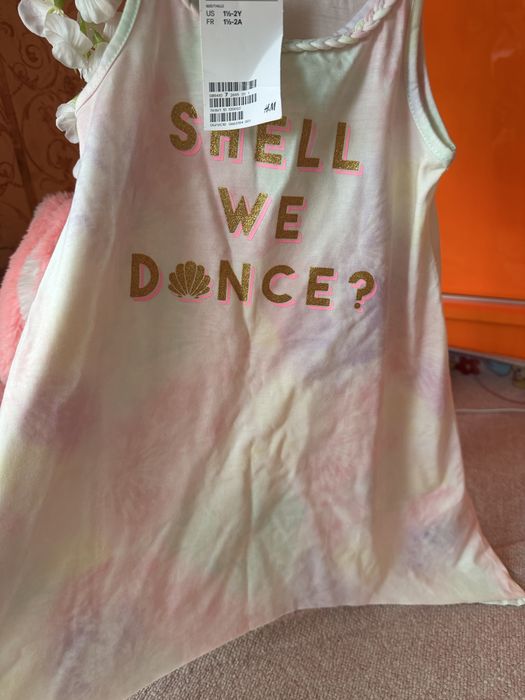 US 1½-2Y
FR 1½-2A
H&M
SHELL
WE
DANCE?